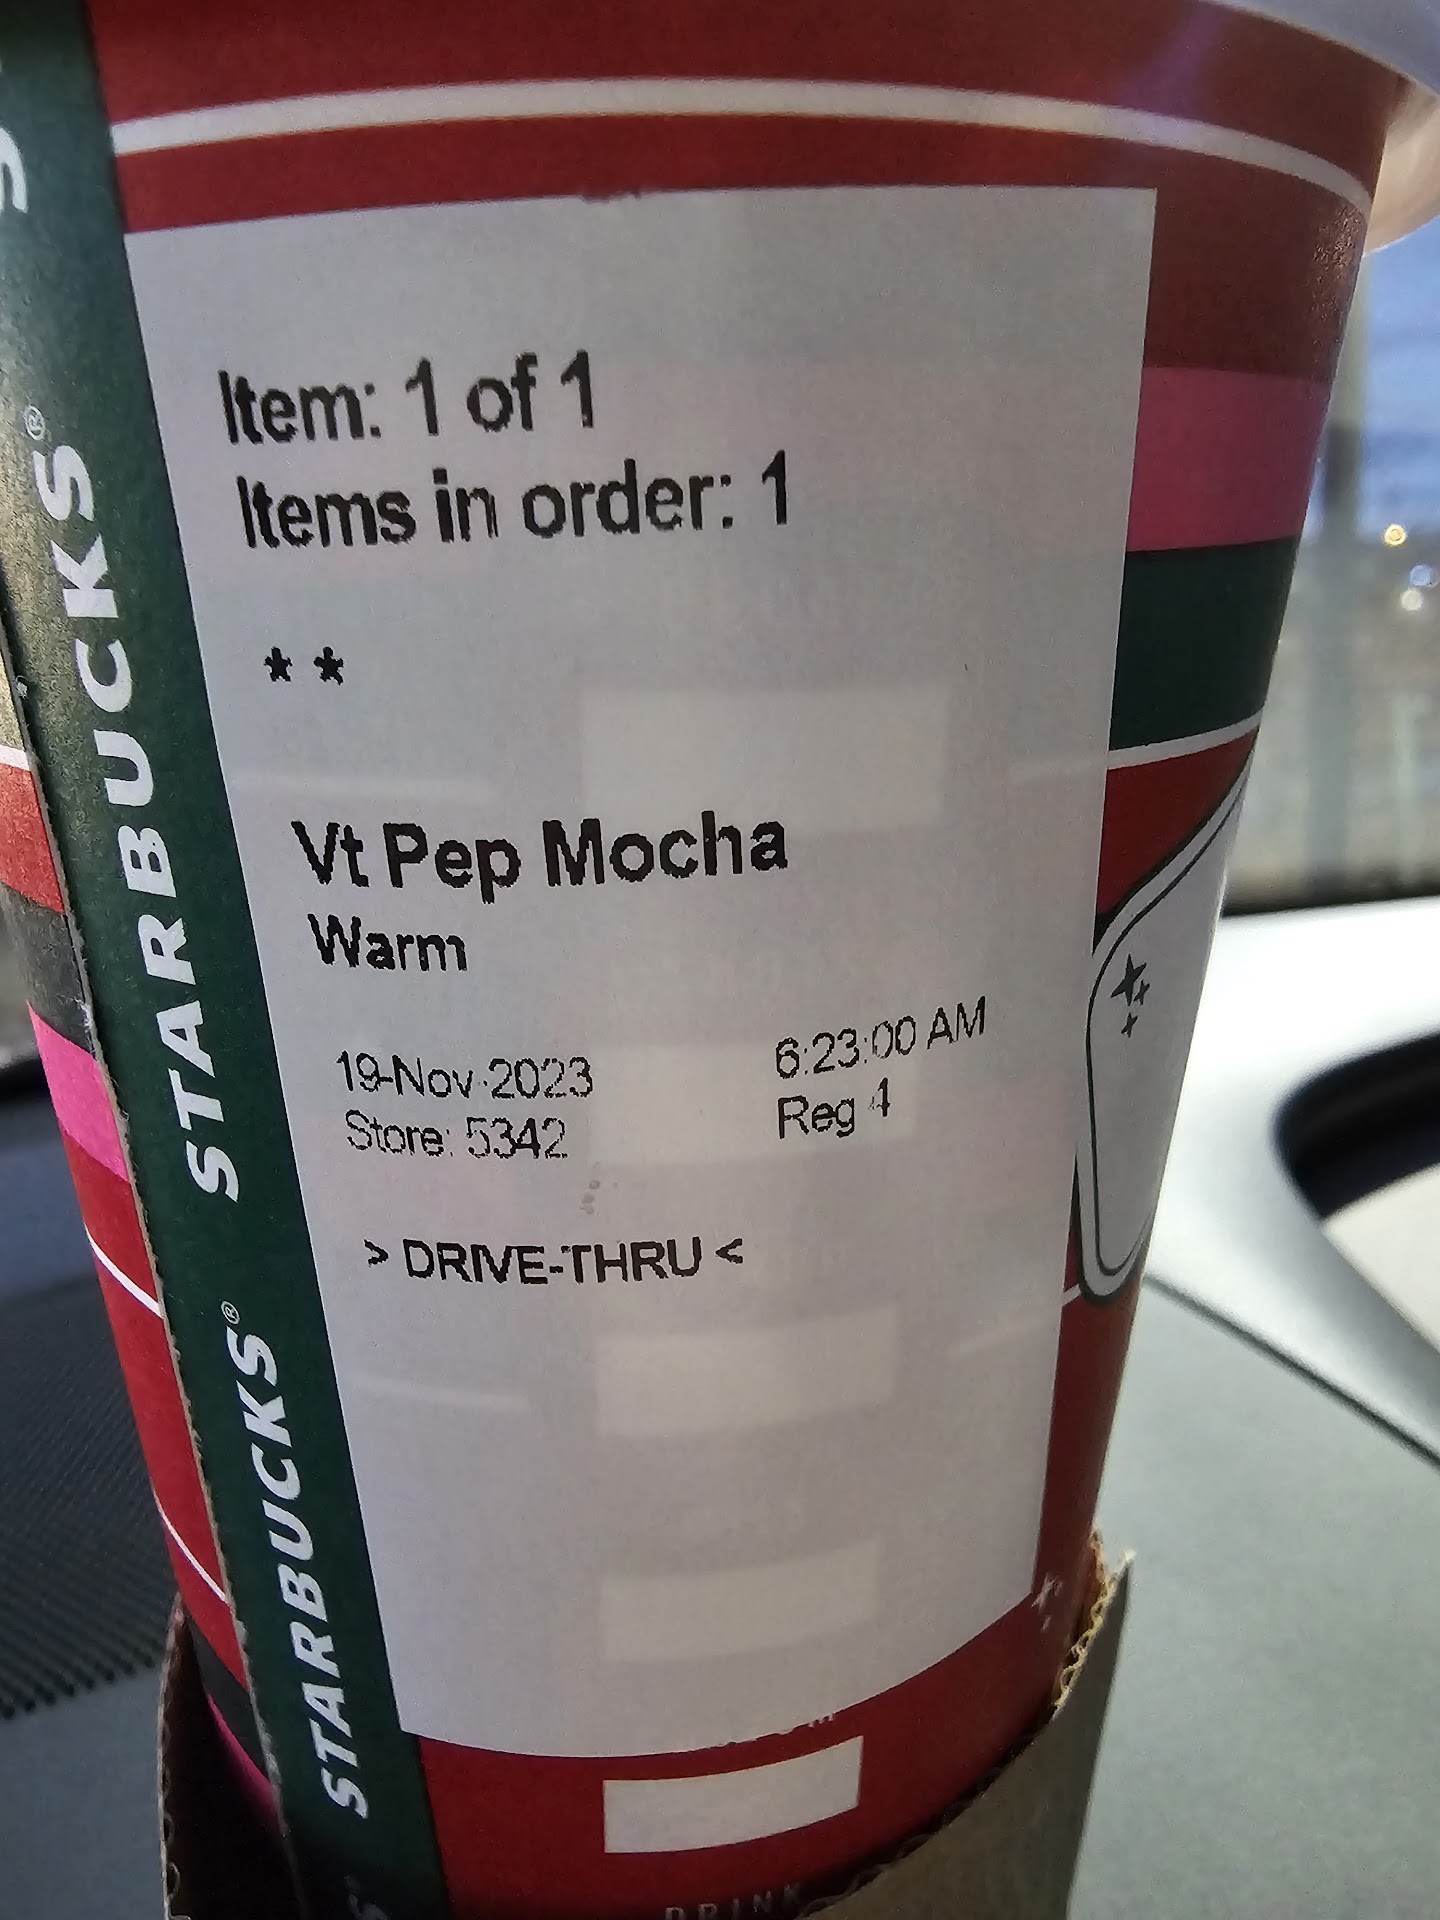 Item: 1 of 1
Items in order: 1
* *
Vt Pep Mocha
Warm
19-Nov-2023 6:23:00 AM
Store: 5342 Reg 4
> DRIVE-THRU <
STARBUCKS®
STARBUCKS®
DRINK